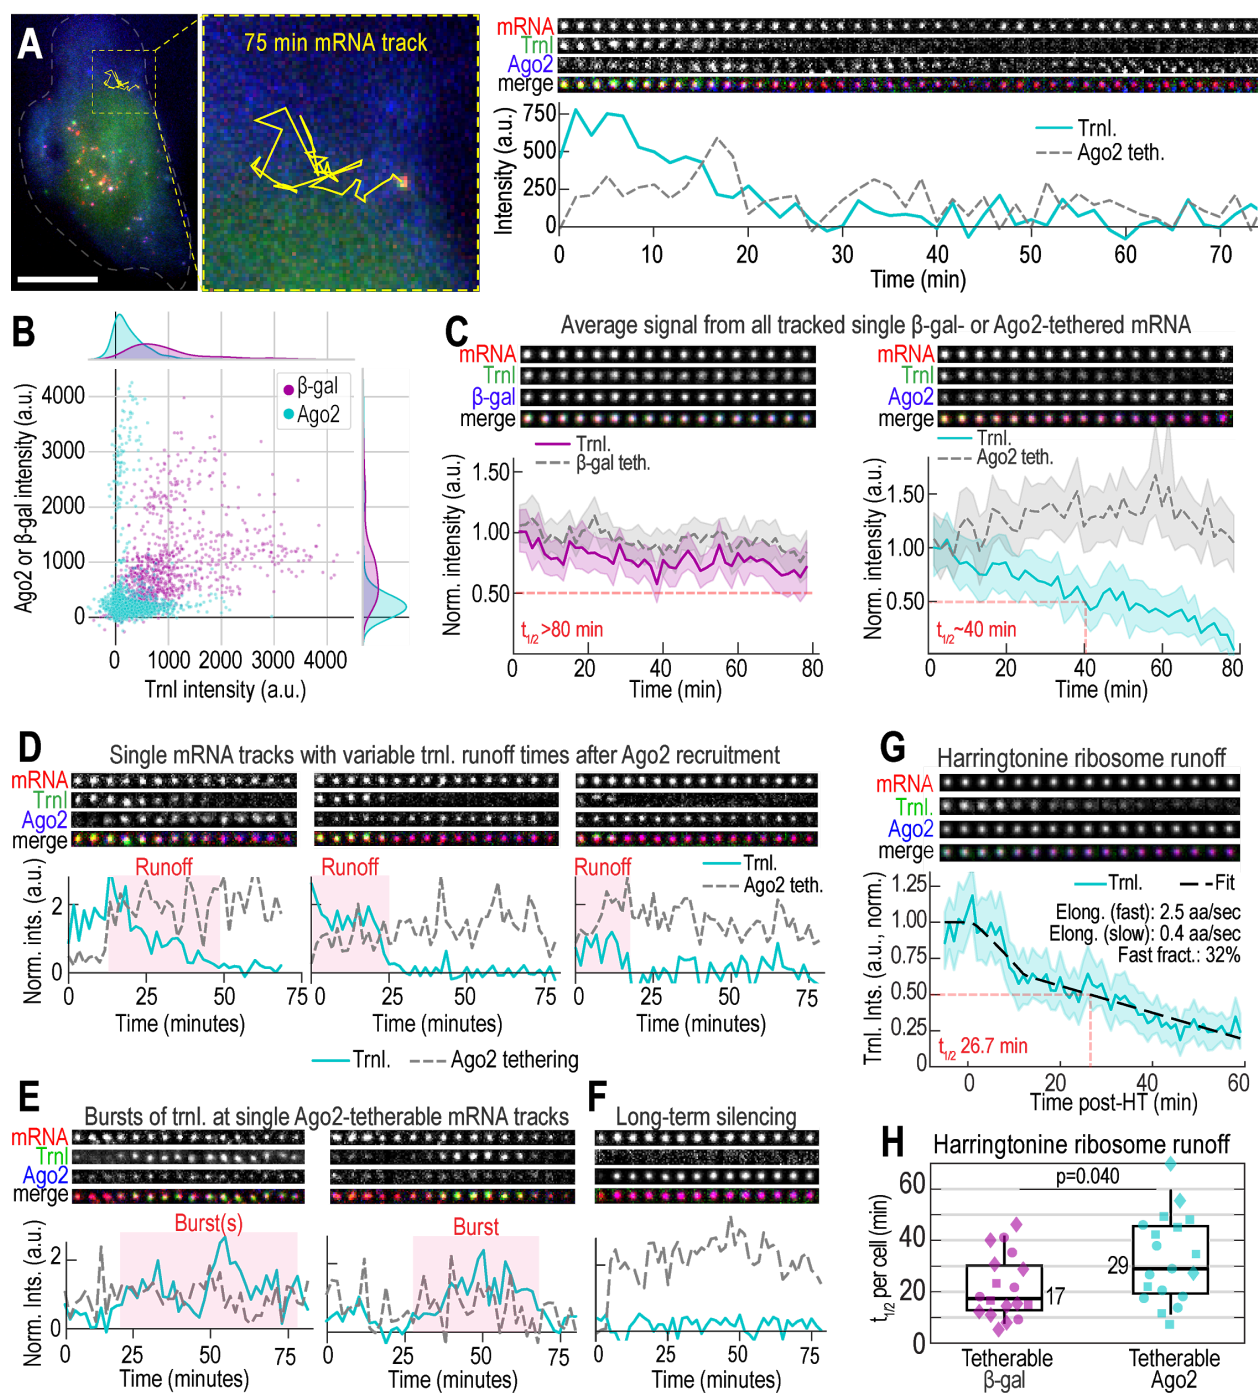 A
75 min mRNA track
mRNA
Trnl
Ago2
merge
Intensity (a.u.)
750
500
250
0
Trnl.
Ago2 teth.
0 10 20 30 40 50 60 70
Time (min)
B
Ago2 or β-gal intensity (a.u.)
β-gal
Ago2
4000
3000
2000
1000
0
0 1000 2000 3000 4000
Trnl intensity (a.u.)
C
Average signal from all tracked single β-gal- or Ago2-tethered mRNA
mRNA
Trnl
β-gal
merge
Trnl.
β-gal teth.
Norm. intensity (a.u.)
1.50
1.00
0.50
t1/2 >80 min
0 20 40 60 80
Time (min)
mRNA
Trnl
Ago2
merge
Trnl.
Ago2 teth.
Norm. intensity (a.u.)
1.50
1.00
0.50
t1/2~40 min
0 20 40 60 80
Time (min)
D
Single mRNA tracks with variable trnl. runoff times after Ago2 recruitment
mRNA
Trnl
Ago2
merge
Runoff
Runoff
Runoff
Trnl.
Ago2 teth.
Norm. ints. (a.u.)
2
0
0 25 50 75
0 25 50 75
0 25 50 75
Time (minutes)
Time (minutes)
Time (minutes)
Trnl.
Ago2 tethering
E
Bursts of trnl. at single Ago2-tetherable mRNA tracks
mRNA
Trnl
Ago2
merge
Burst(s)
Burst
Norm. Ints. (a.u.)
2
0
0 25 50 75
0 25 50 75
Time (minutes)
Time (minutes)
F
Long-term silencing
0 25 50 75
Time (minutes)
G
Harringtonine ribosome runoff
mRNA
Trnl.
Ago2
merge
Trnl. Ints. (a.u., norm.)
1.25
1.00
0.75
0.50
0.25
0
Trnl.
Fit
Elong. (fast): 2.5 aa/sec
Elong. (slow): 0.4 aa/sec
Fast fract.: 32%
t1/2 26.7 min
0 20 40 60
Time post-HT (min)
H
Harringtonine ribosome runoff
t1/2 per cell (min)
60
40
20
0
p=0.040
17
29
Tetherable
β-gal
Tetherable
Ago2